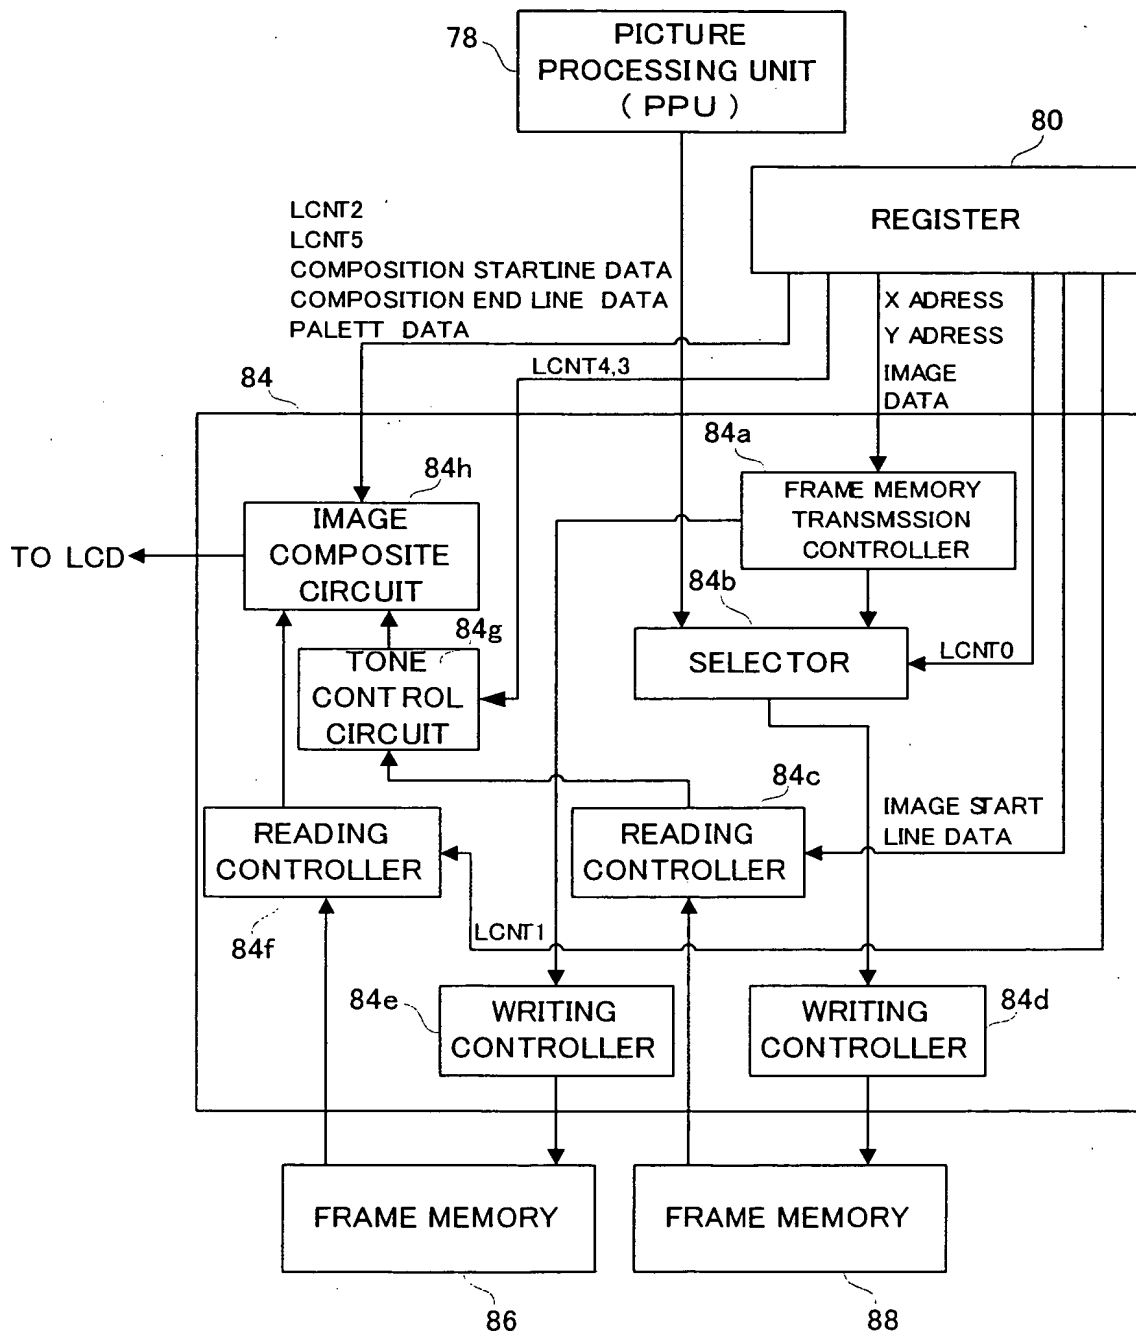 PICTURE
PROCESSING UNIT
( PPU )
78
80
REGISTER
LCNT2
LCNT5
COMPOSITION STARTLINE DATA
COMPOSITION END LINE DATA
PALETT DATA
X ADRESS
Y ADRESS
IMAGE
DATA
LCNT4,3
84
84a
FRAME MEMORY
TRANSMSSION
CONTROLLER
84h
IMAGE
COMPOSITE
CIRCUIT
TO LCD
84b
SELECTOR
LCNT0
84g
TONE
CONTROL
CIRCUIT
84c
READING
CONTROLLER
IMAGE START
LINE DATA
READING
CONTROLLER
84f
LCNT1
84e
WRITING
CONTROLLER
WRITING
CONTROLLER
84d
FRAME MEMORY
FRAME MEMORY
86
88